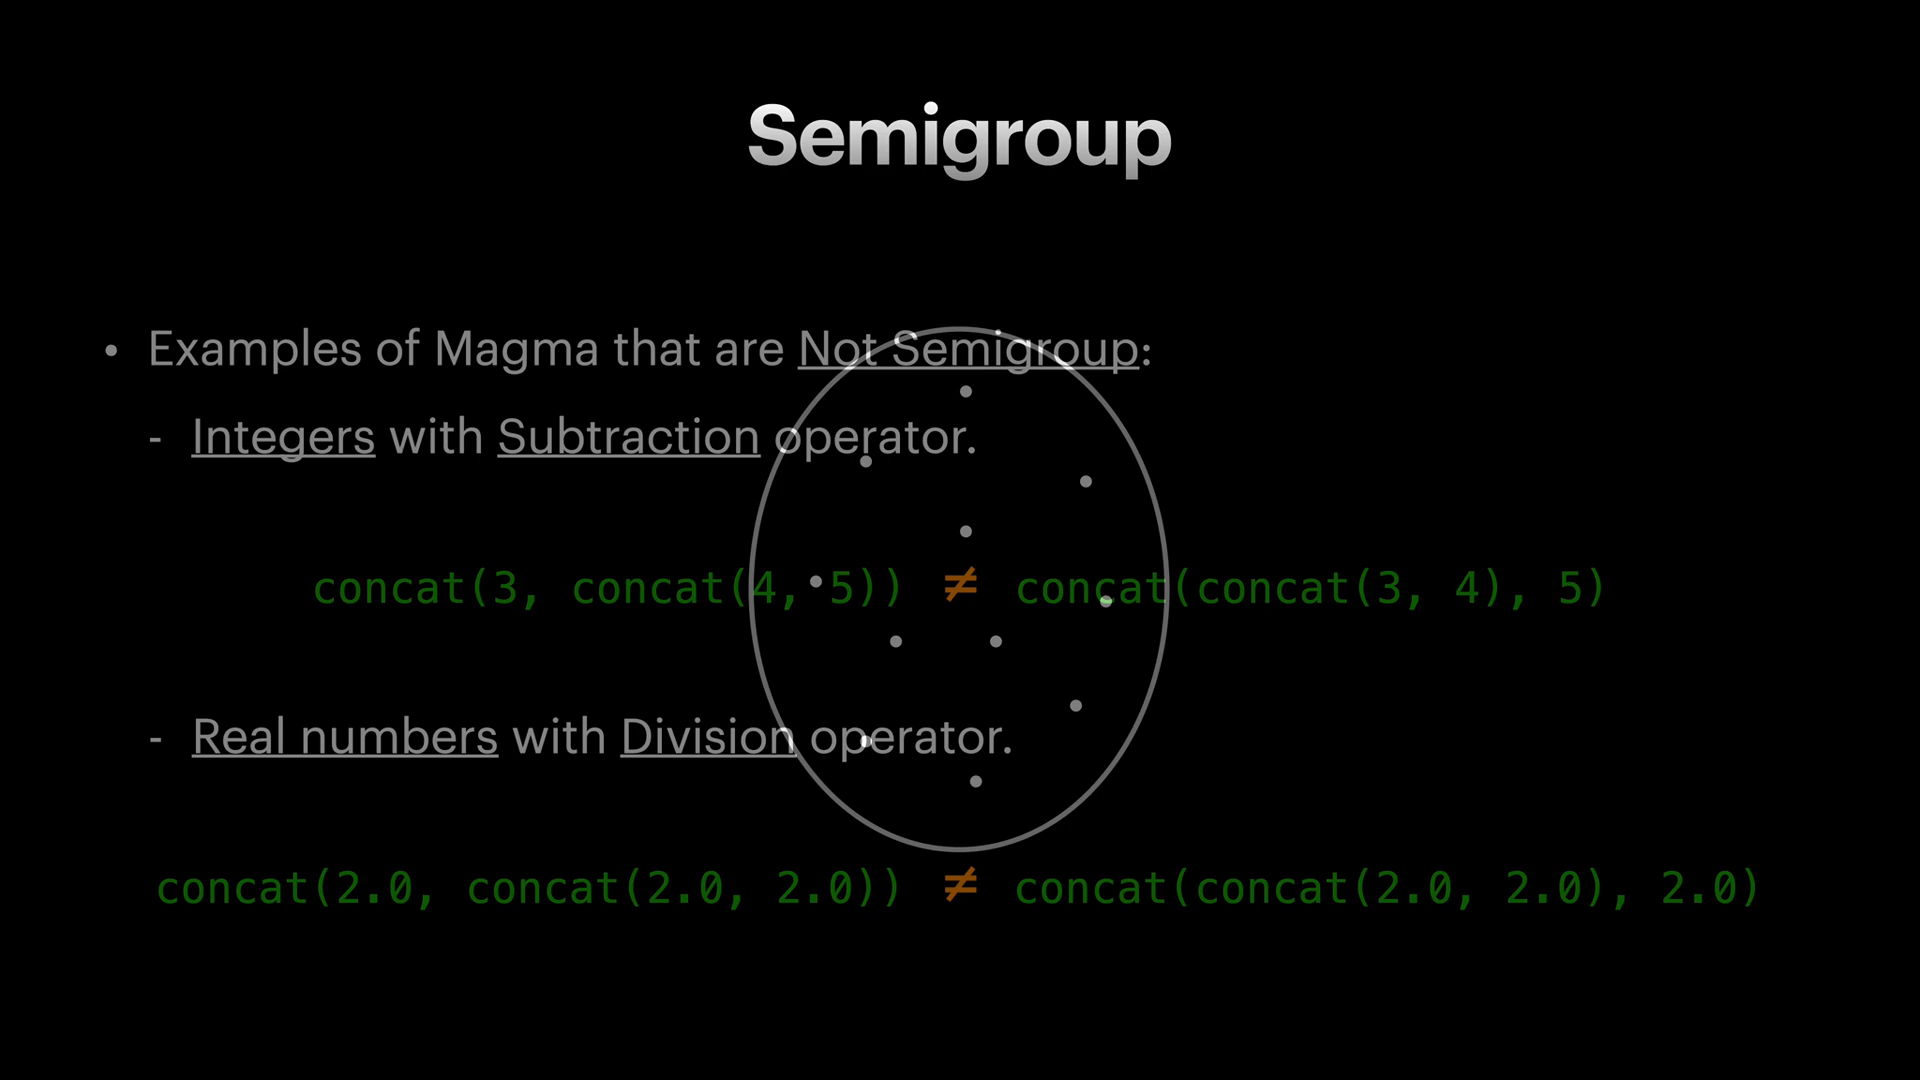 Semigroup
• Examples of Magma that are Not Semigroup:
- Integers with Subtraction operator.
concat(3, concat(4, 5)) ≠ concat(concat(3, 4), 5)
- Real numbers with Division operator.
concat(2.0, concat(2.0, 2.0)) ≠ concat(concat(2.0, 2.0), 2.0)